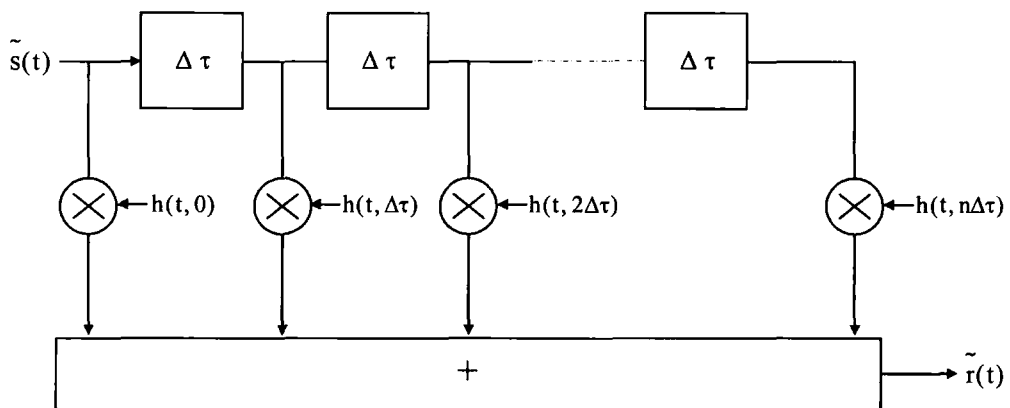 s̃(t)
Δ τ
Δ τ
Δ τ
h(t, 0)
h(t, Δτ)
h(t, 2Δτ)
h(t, nΔτ)
+
r̃(t)